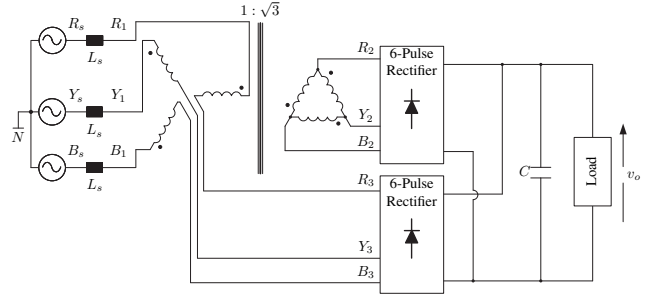 1 : √3
R_s R_1
L_s
Y_s Y_1
L_s
N
B_s B_1
L_s
R_2
Y_2
B_2
6-Pulse
Rectifier
R_3
Y_3
B_3
6-Pulse
Rectifier
C
Load
v_o